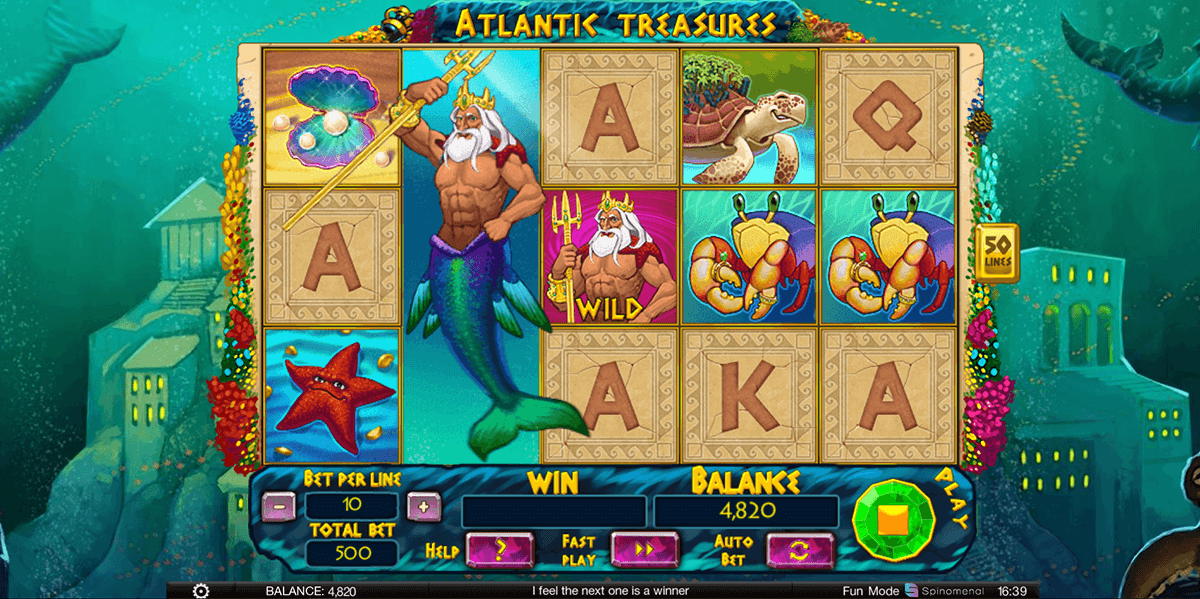 ATLANTIC TREASURES
A
Q
A
WILD
50
LINES
A
K
A
BET PER LINE
WIN
BALANCE
PLAY
-
10
+
4,820
TOTAL BET
500
HELP
?
FAST
PLAY
AUTO
BET
BALANCE: 4,820
I feel the next one is a winner
Fun Mode
Spinomenal
16:39